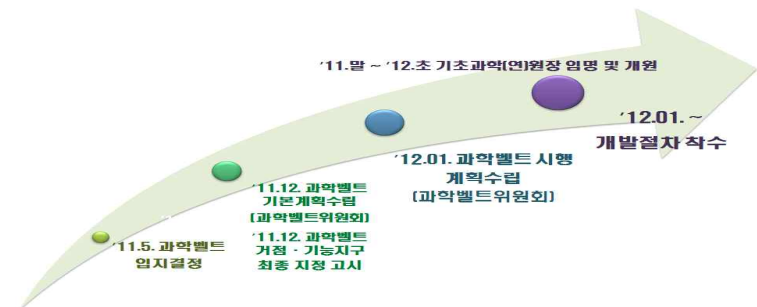 '11.말 ~ '12.초 기초과학(연)원장 임명 및 개원
'12.01. ~
개발절차 착수
'12.01. 과학벨트 시행
계획수립
(과학벨트위원회)
'11.12. 과학벨트
기본계획수립
(과학벨트위원회)
'11.12. 과학벨트
거점 · 기능지구
최종 지정 고시
'11.5. 과학벨트
입지결정